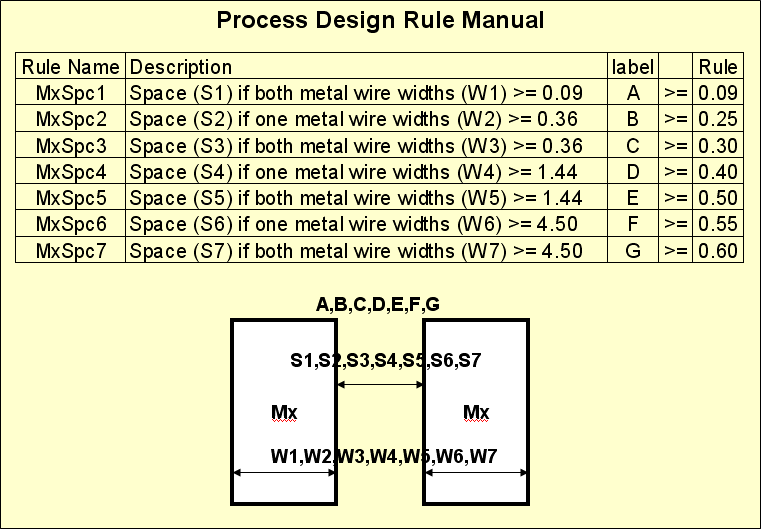 Process Design Rule Manual
Rule Name Description label Rule
MxSpc1 Space (S1) if both metal wire widths (W1) >= 0.09 A >= 0.09
MxSpc2 Space (S2) if one metal wire widths (W2) >= 0.36 B >= 0.25
MxSpc3 Space (S3) if both metal wire widths (W3) >= 0.36 C >= 0.30
MxSpc4 Space (S4) if one metal wire widths (W4) >= 1.44 D >= 0.40
MxSpc5 Space (S5) if both metal wire widths (W5) >= 1.44 E >= 0.50
MxSpc6 Space (S6) if one metal wire widths (W6) >= 4.50 F >= 0.55
MxSpc7 Space (S7) if both metal wire widths (W7) >= 4.50 G >= 0.60
A,B,C,D,E,F,G
S1,S2,S3,S4,S5,S6,S7
Mx Mx
W1,W2,W3,W4,W5,W6,W7